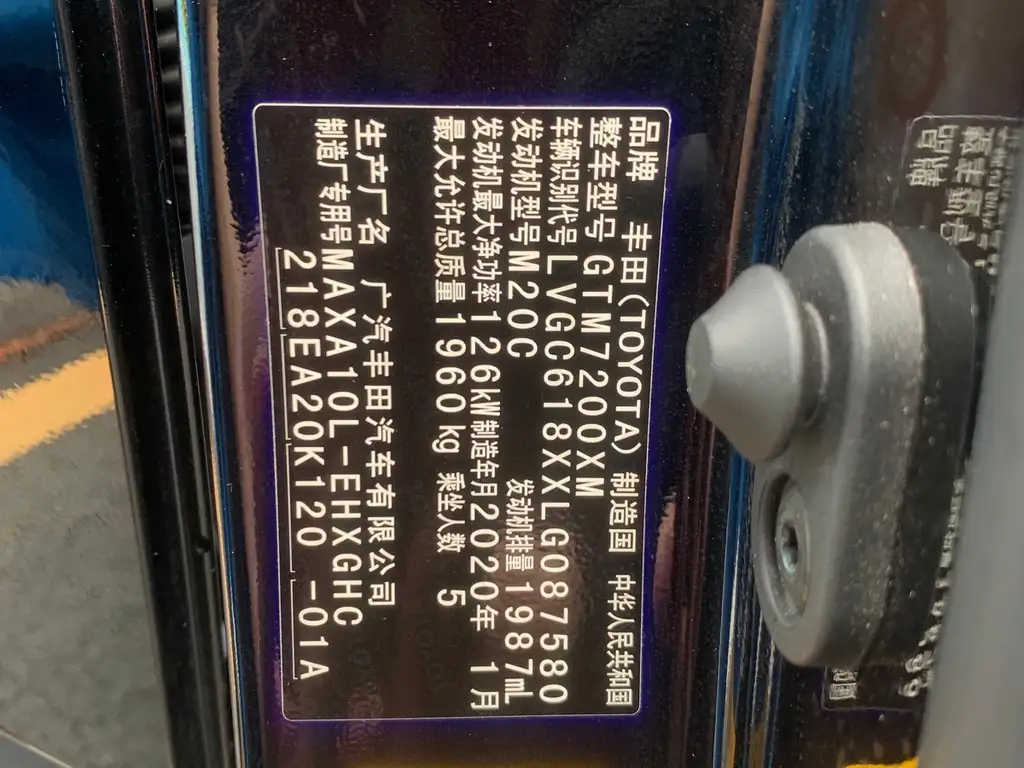 品牌 丰田(TOYOTA) 制造国 中华人民共和国
整车型号 GTM7200XM
车辆识别代号 LVGC618XXLG087580
发动机型号 M20C 发动机排量 1987mL
发动机最大净功率 126kW 制造年月 2020年 1月
最大允许总质量 1960kg 乘坐人数 5
生产厂名 广汽丰田汽车有限公司
制造厂专用号 MAXA10L-EHXGHC
218EA20K120 -01A